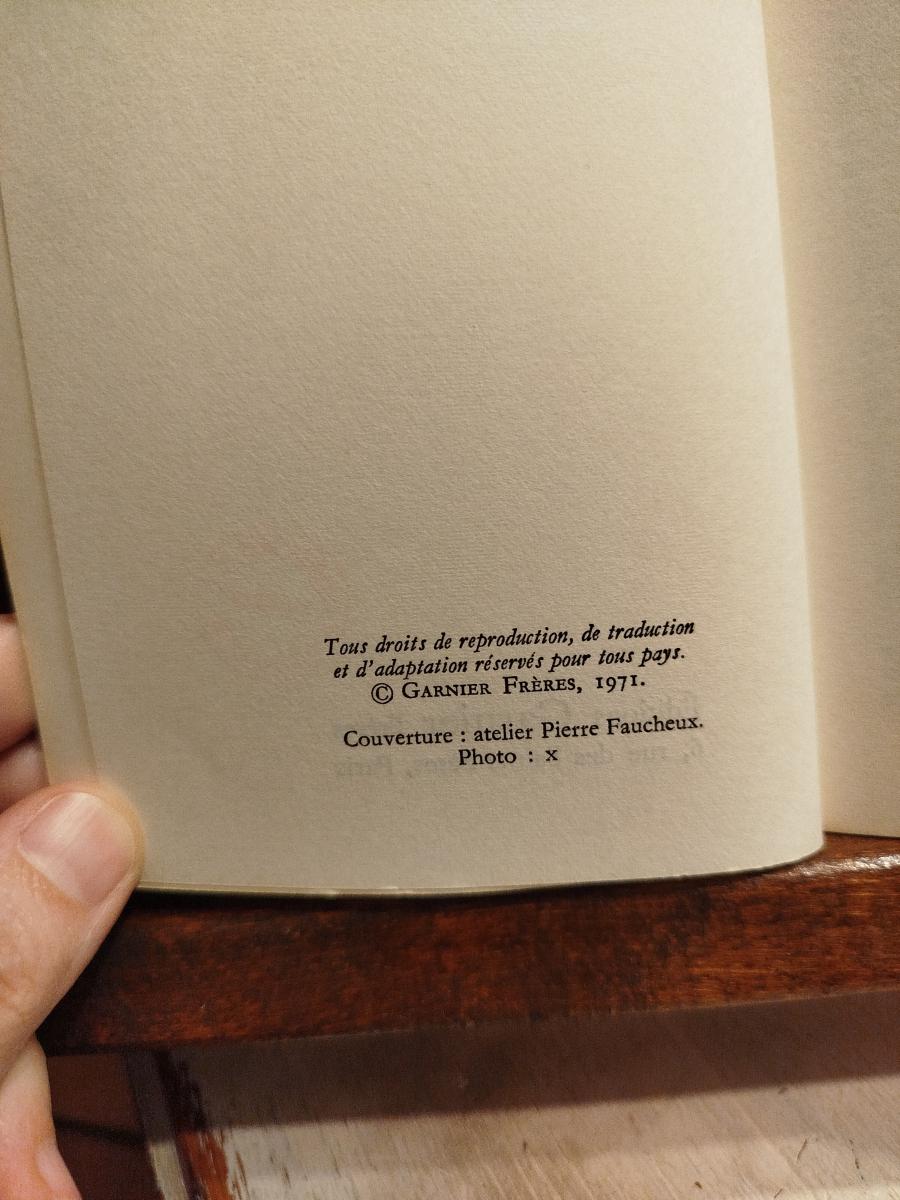 Tous droits de reproduction, de traduction
et d'adaptation réservés pour tous pays.
© GARNIER FRÈRES, 1971.
Couverture : atelier Pierre Faucheux.
Photo : x